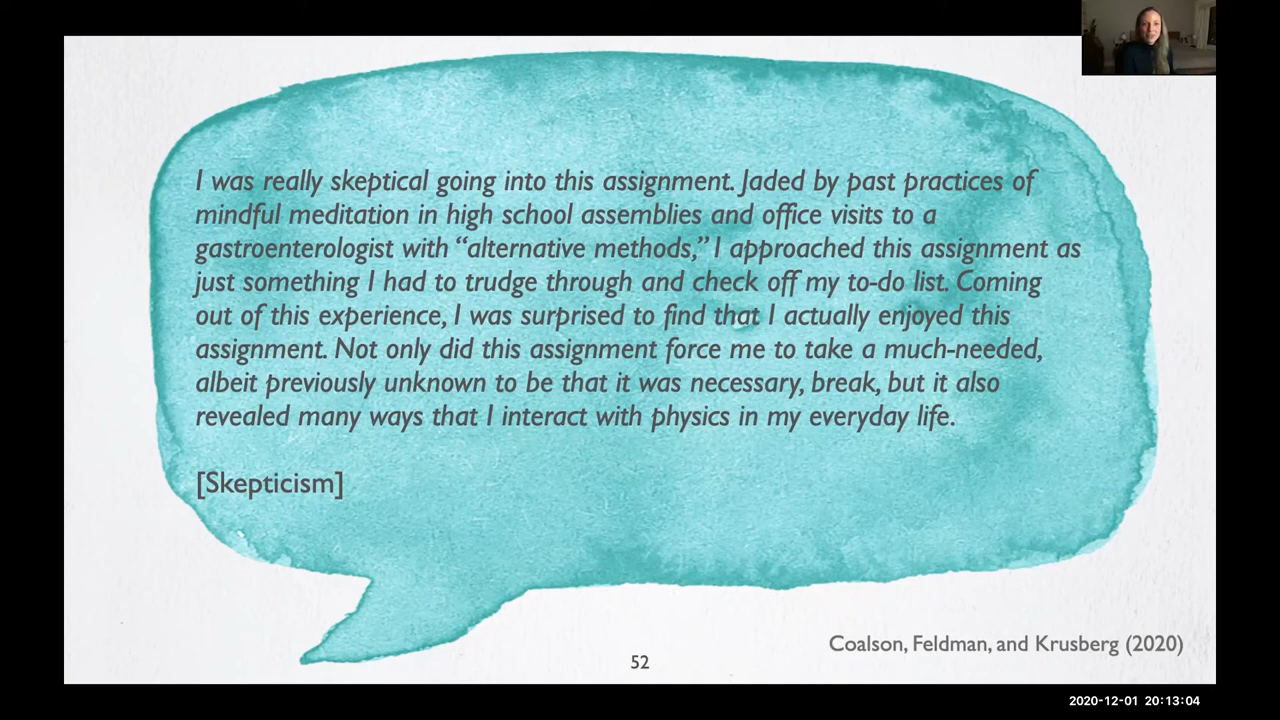 I was really skeptical going into this assignment. Jaded by past practices of
mindful meditation in high school assemblies and office visits to a
gastroenterologist with “alternative methods,” I approached this assignment as
just something I had to trudge through and check off my to-do list. Coming
out of this experience, I was surprised to find that I actually enjoyed this
assignment. Not only did this assignment force me to take a much-needed,
albeit previously unknown to be that it was necessary, break, but it also
revealed many ways that I interact with physics in my everyday life.
[Skepticism]
Coalson, Feldman, and Krusberg (2020)
52
2020-12-01 20:13:04